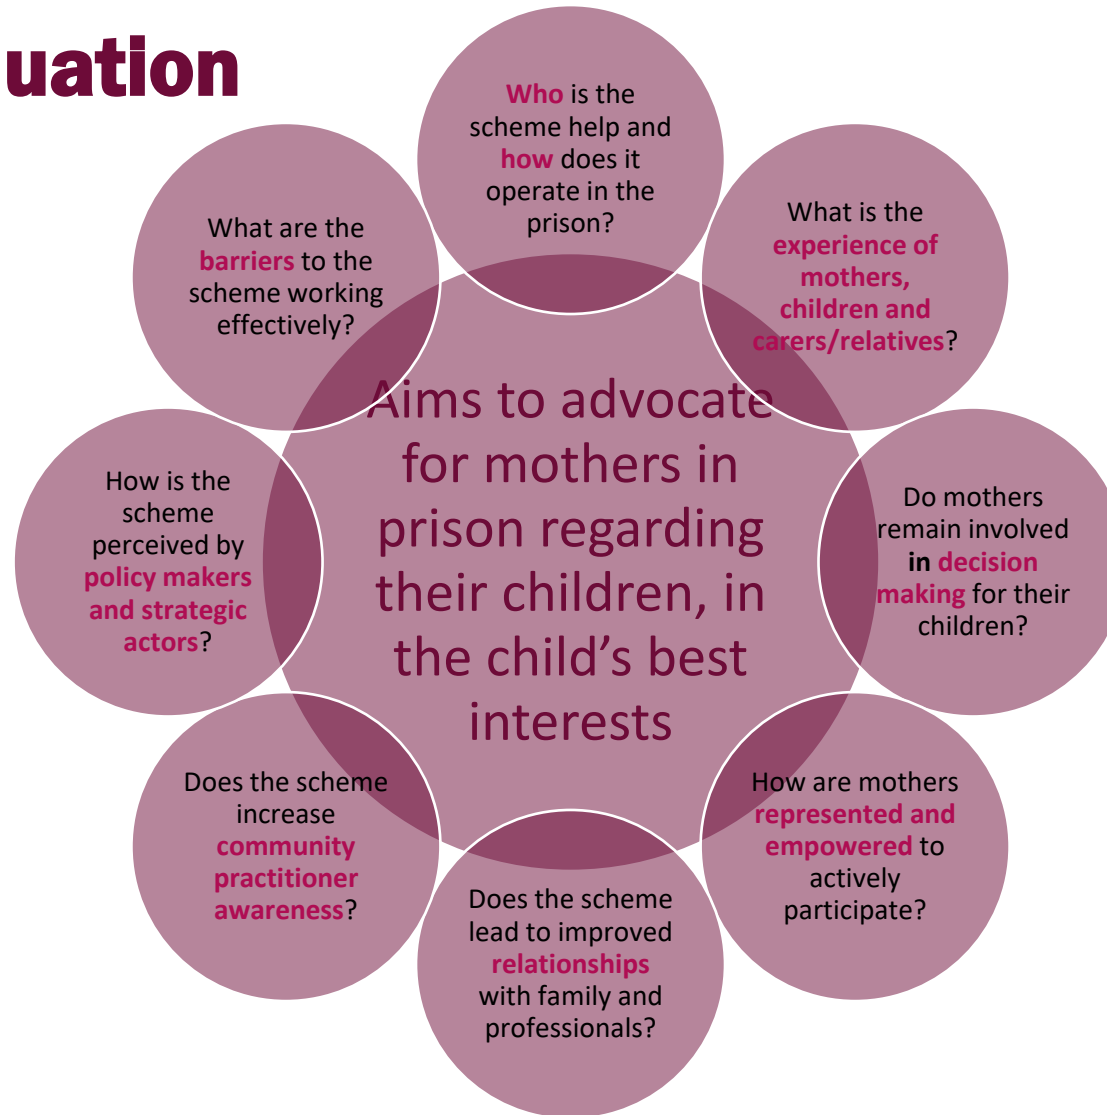 uation
Who is the
scheme help and
how does it
operate in the
prison?
What is the
experience of
mothers,
children and
carers/relatives?
Do mothers
remain involved
in decision
making for their
children?
How are mothers
represented and
empowered to
actively
participate?
Does the scheme
lead to improved
relationships
with family and
professionals?
Does the scheme
increase
community
practitioner
awareness?
How is the
scheme
perceived by
policy makers
and strategic
actors?
What are the
barriers to the
scheme working
effectively?
Aims to advocate
for mothers in
prison regarding
their children, in
the child’s best
interests